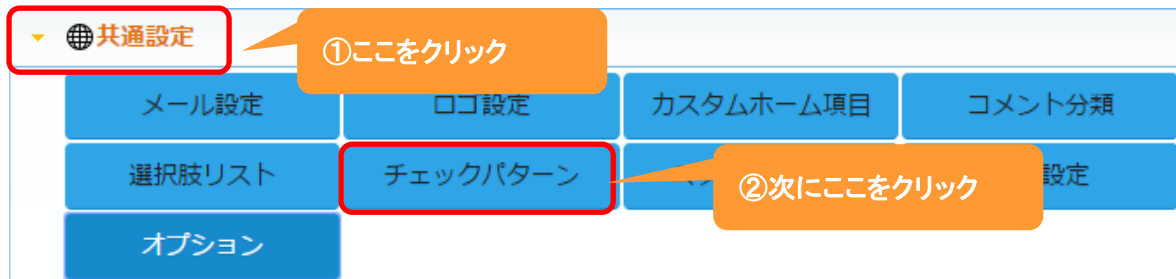 共通設定
①ここをクリック
メール設定 ロゴ設定 カスタムホーム項目 コメント分類
選択肢リスト チェックパターン ②次にここをクリック 設定
オプション